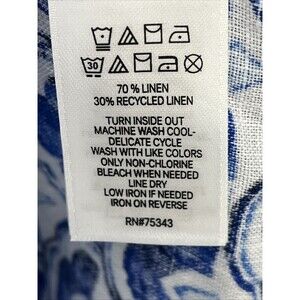 30
70 % LINEN
30% RECYCLED LINEN
TURN INSIDE OUT
MACHINE WASH COOL-
DELICATE CYCLE
WASH WITH LIKE COLORS
ONLY NON-CHLORINE
BLEACH WHEN NEEDED
LINE DRY
LOW IRON IF NEEDED
IRON ON REVERSE
RN#75343